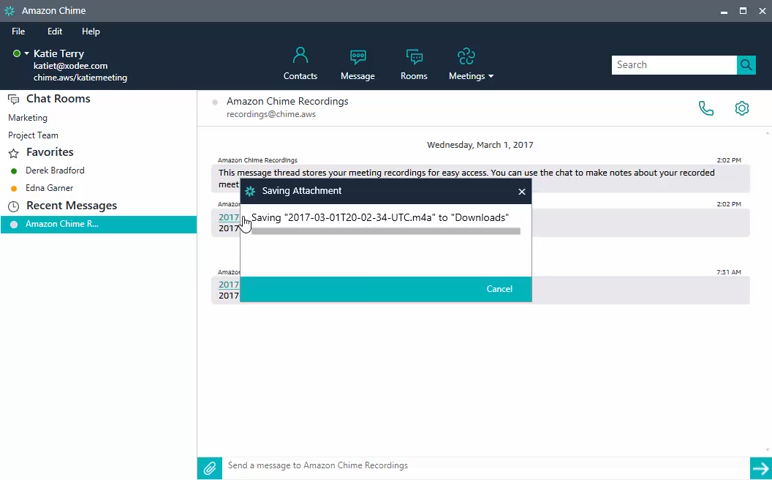 Amazon Chime
File Edit Help
Katie Terry
katiet@xodee.com
chime.aws/katiemeeting
Contacts Message Rooms Meetings
Search
Chat Rooms
Marketing
Project Team
Favorites
Derek Bradford
Edna Garner
Recent Messages
Amazon Chime R...
Amazon Chime Recordings
recordings@chime.aws
Wednesday, March 1, 2017
Amazon Chime Recordings 2:02 PM
This message thread stores your meeting recordings for easy access. You can use the chat to make notes about your recorded
meet
Amazo 2:02 PM
2017
2017
Saving Attachment
Saving "2017-03-01T20-02-34-UTC.m4a" to "Downloads"
Cancel
Amazo 7:31 AM
2017
2017
Send a message to Amazon Chime Recordings